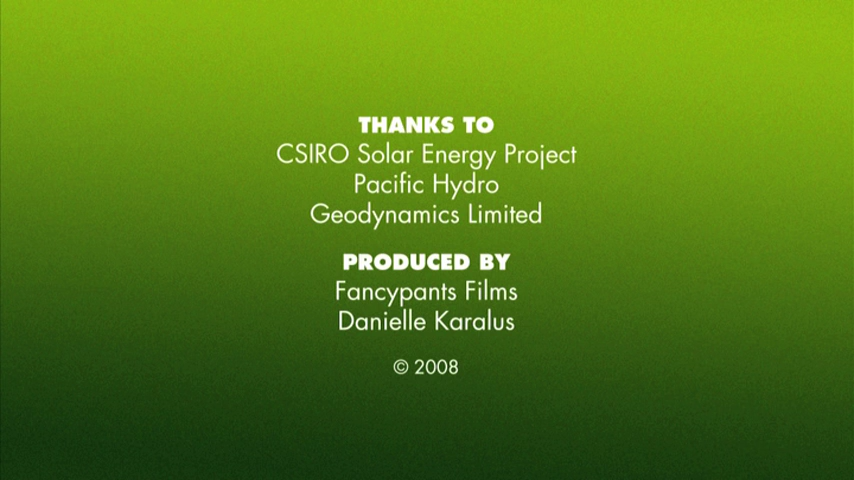 THANKS TO
CSIRO Solar Energy Project
Pacific Hydro
Geodynamics Limited
PRODUCED BY
Fancypants Films
Danielle Karalus
© 2008